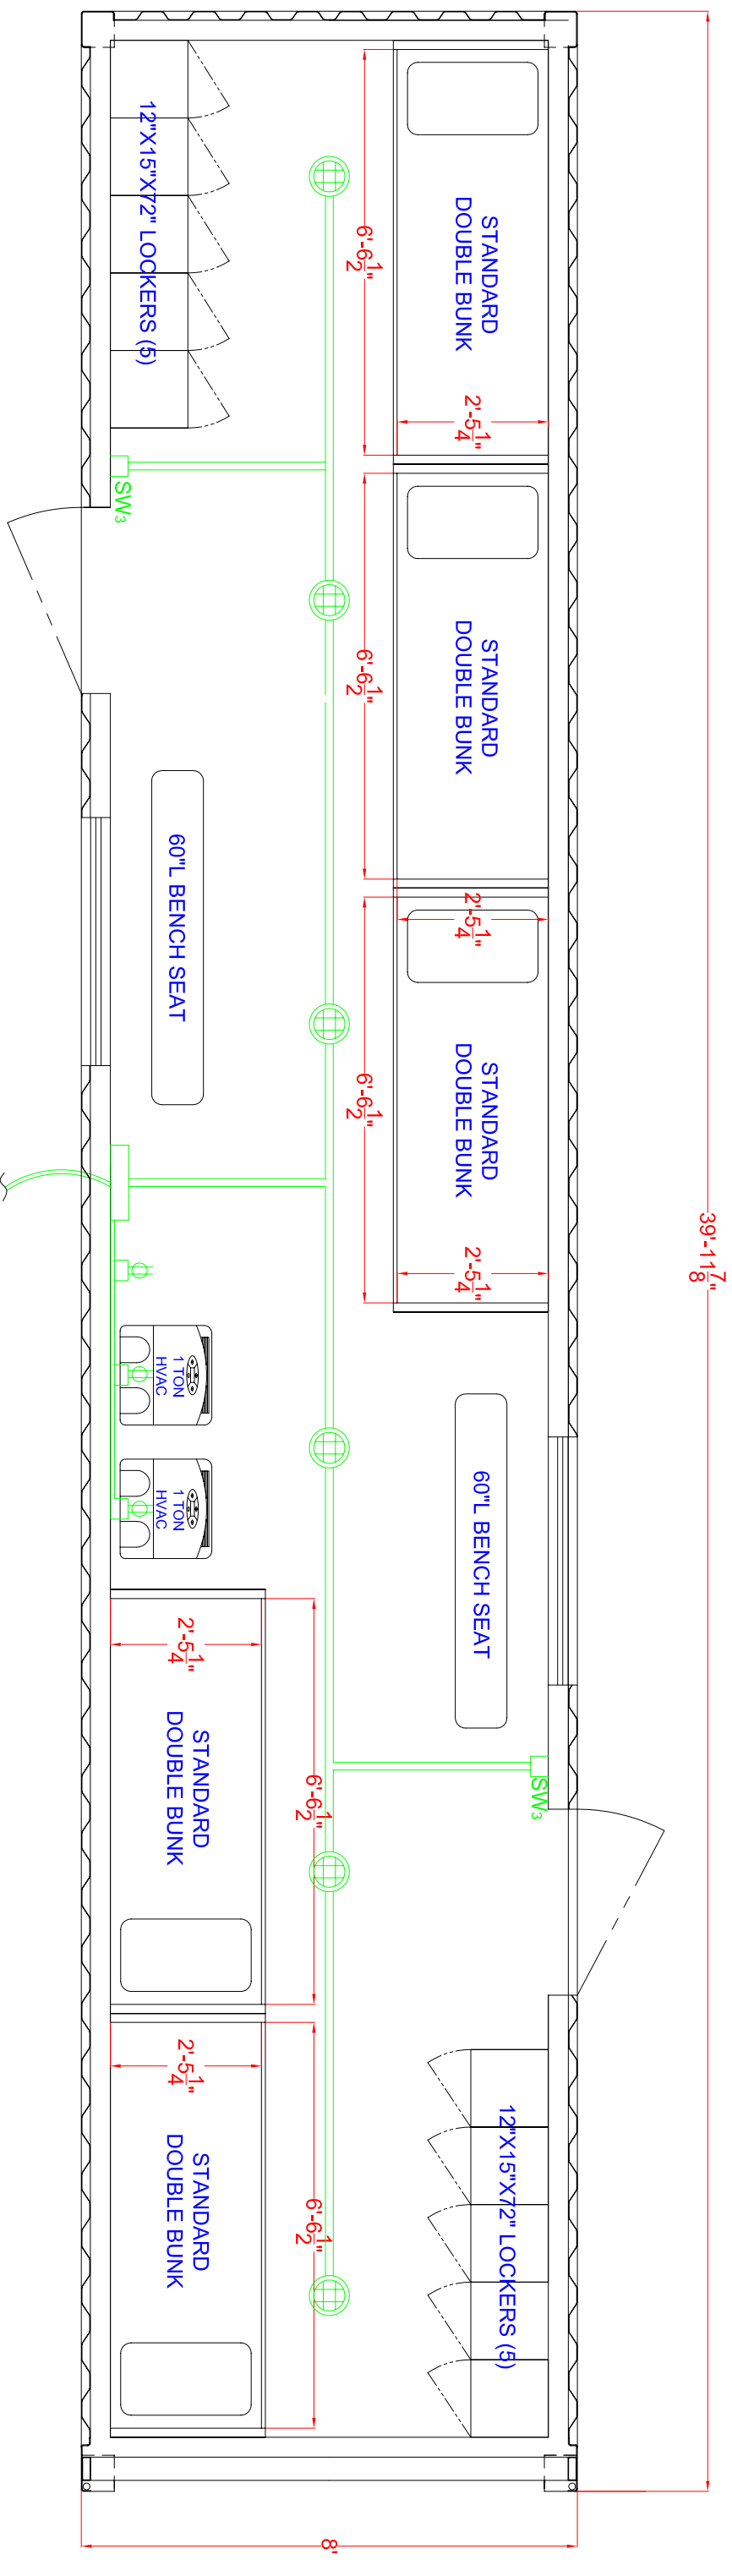 12"X15"X72" LOCKERS (5)
STANDARD
DOUBLE BUNK
6'-6 1/2"
2'-5 1/4"
SW3
STANDARD
DOUBLE BUNK
6'-6 1/2"
2'-5 1/4"
60"L BENCH SEAT
STANDARD
DOUBLE BUNK
6'-6 1/2"
2'-5 1/4"
39'-11 7/8"
1 TON
HVAC
1 TON
HVAC
60"L BENCH SEAT
2'-5 1/4"
STANDARD
DOUBLE BUNK
6'-6 1/2"
SW3
2'-5 1/4"
STANDARD
DOUBLE BUNK
6'-6 1/2"
12"X15"X72" LOCKERS (5)
8'